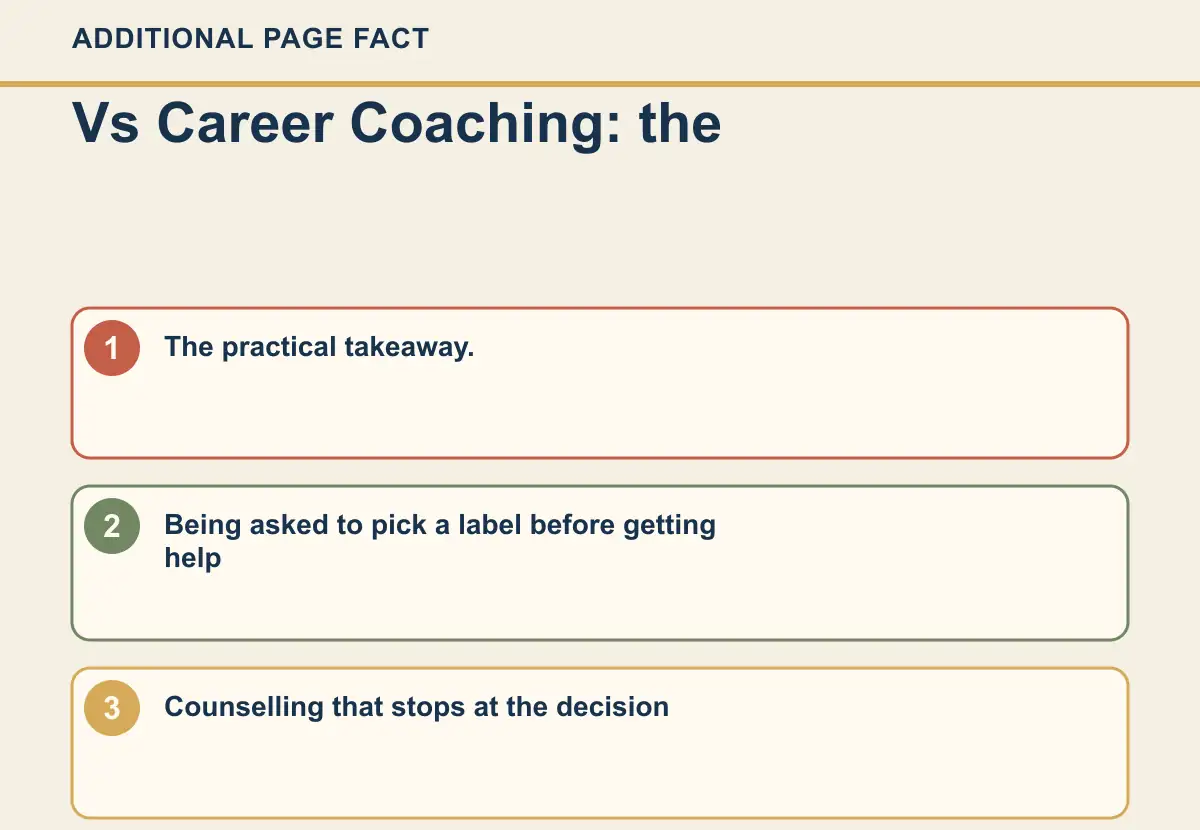 ADDITIONAL PAGE FACT
Vs Career Coaching: the
1
The practical takeaway.
2
Being asked to pick a label before getting
help
3
Counselling that stops at the decision